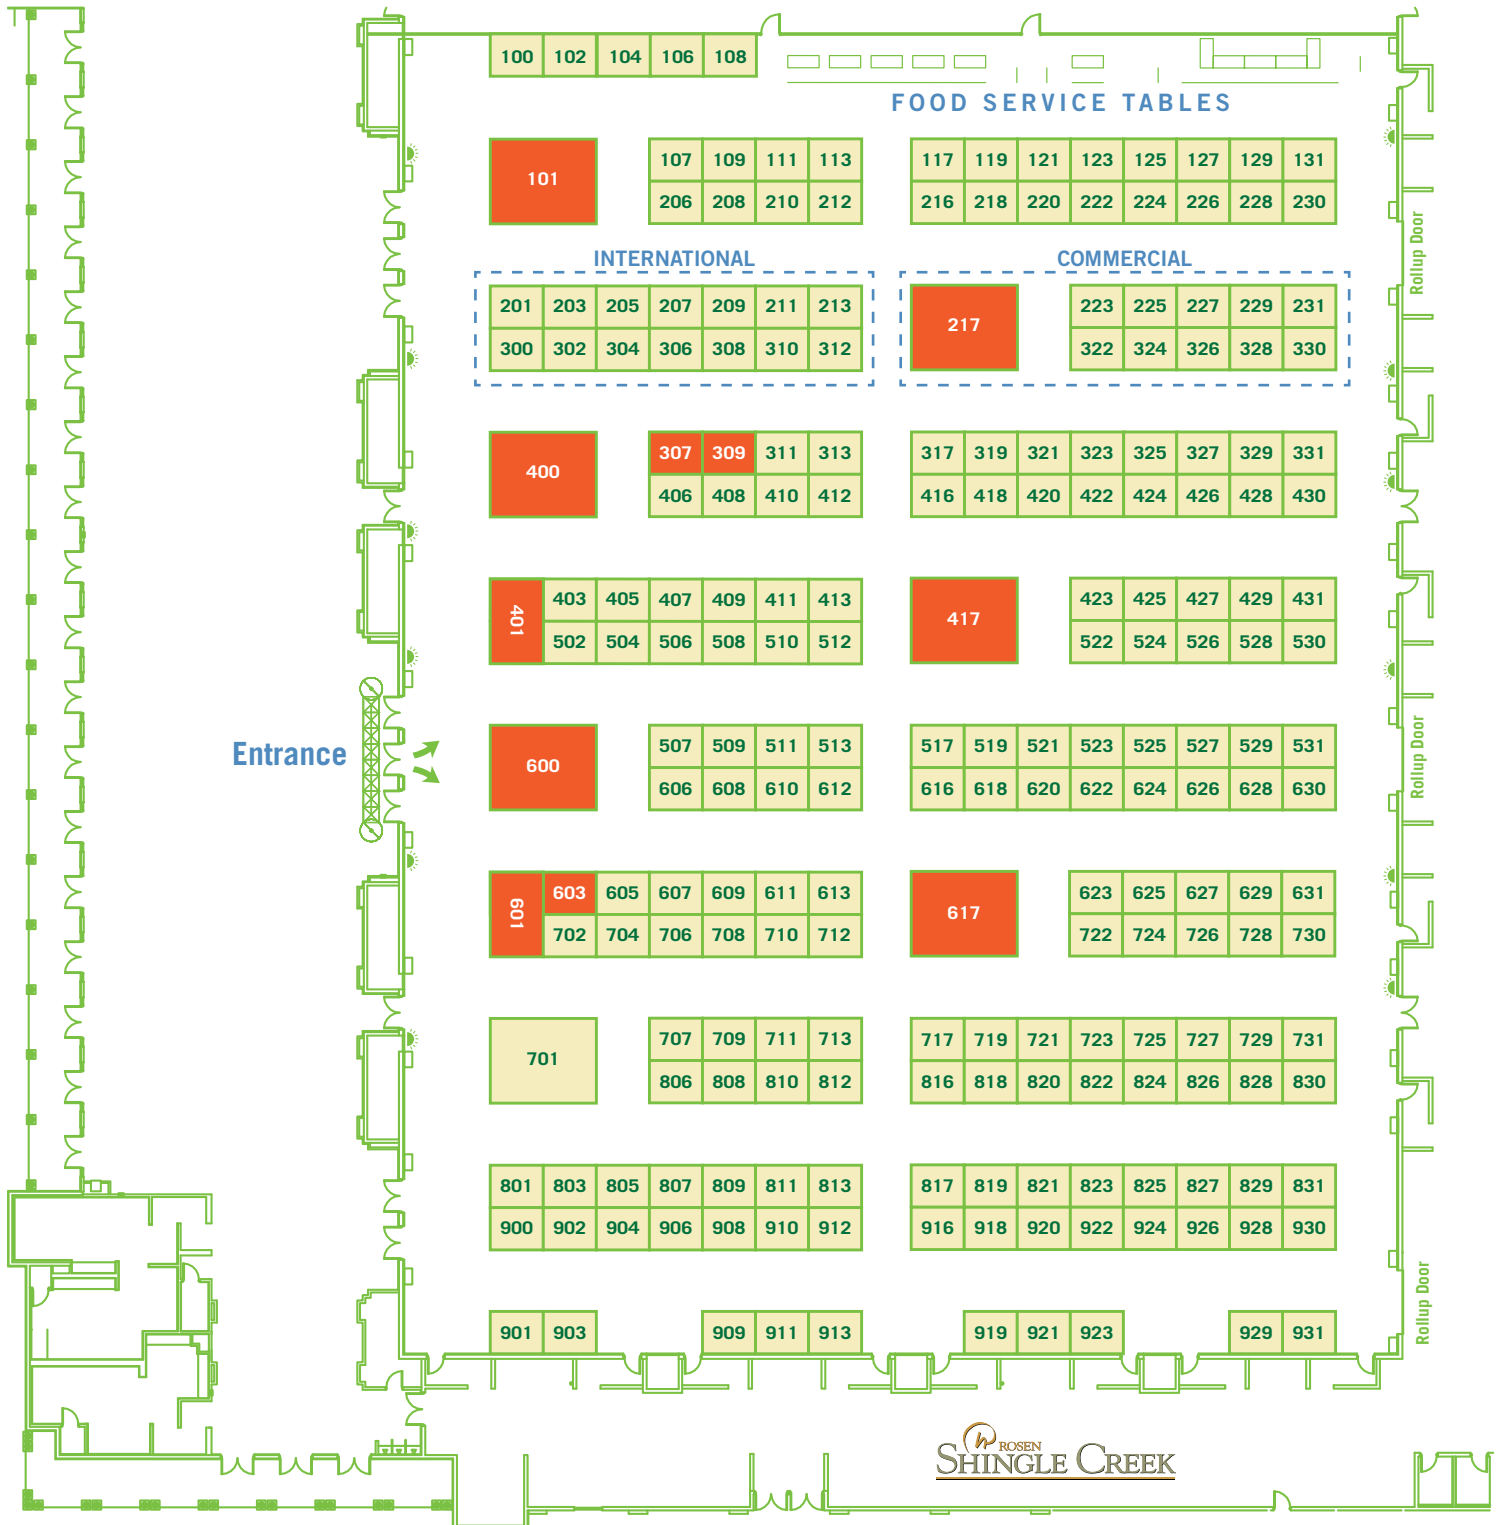 100 102 104 106 108
FOOD SERVICE TABLES
101
107 109 111 113
117 119 121 123 125 127 129 131
206 208 210 212
216 218 220 222 224 226 228 230
Rollup Door
INTERNATIONAL
COMMERCIAL
201 203 205 207 209 211 213
217
223 225 227 229 231
300 302 304 306 308 310 312
322 324 326 328 330
400
307 309 311 313
317 319 321 323 325 327 329 331
406 408 410 412
416 418 420 422 424 426 428 430
401
403 405 407 409 411 413
417
423 425 427 429 431
502 504 506 508 510 512
522 524 526 528 530
Entrance
600
507 509 511 513
517 519 521 523 525 527 529 531
606 608 610 612
616 618 620 622 624 626 628 630
Rollup Door
601
603 605 607 609 611 613
617
623 625 627 629 631
702 704 706 708 710 712
722 724 726 728 730
701
707 709 711 713
717 719 721 723 725 727 729 731
806 808 810 812
816 818 820 822 824 826 828 830
801 803 805 807 809 811 813
817 819 821 823 825 827 829 831
900 902 904 906 908 910 912
916 918 920 922 924 926 928 930
Rollup Door
901 903
909 911 913
919 921 923
929 931
ROSEN
SHINGLE CREEK